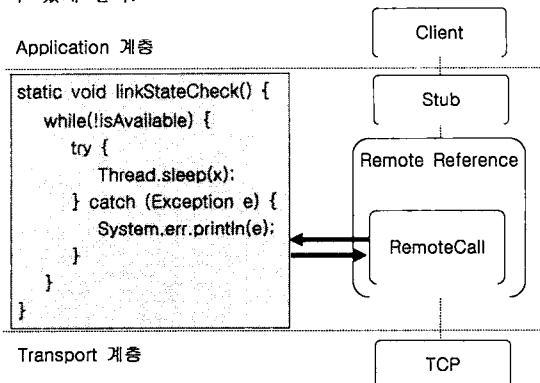 Application 계층
Client
static void linkStateCheck() {
while(!isAvailable) {
try {
Thread.sleep(x);
} catch (Exception e) {
System.err.println(e);
}
}
}
Stub
Remote Reference
RemoteCall
Transport 계층
TCP